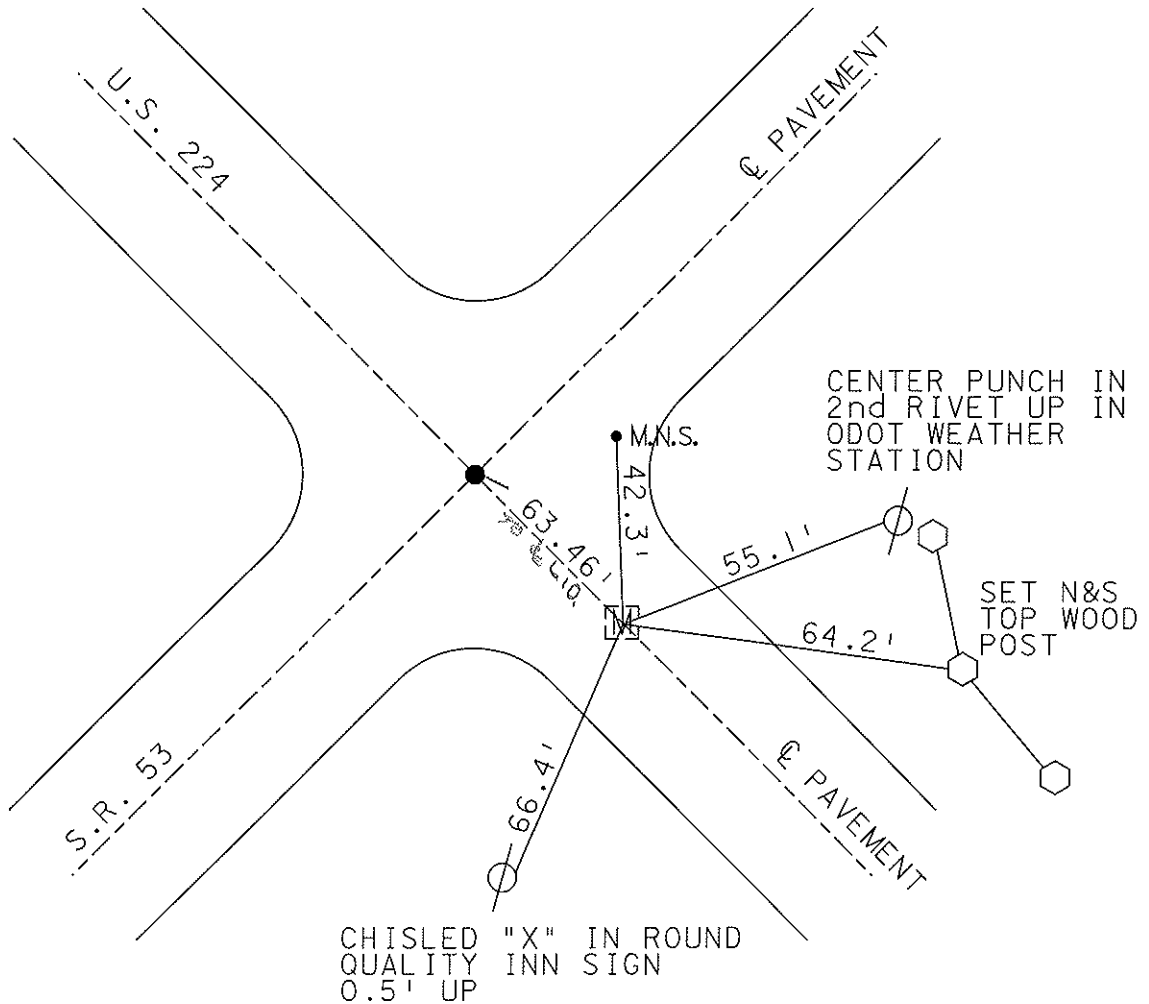 U.S. 224
℄ PAVEMENT
CENTER PUNCH IN
2nd RIVET UP IN
ODOT WEATHER
STATION
M.N.S.
42.3'
63.46'
55.1'
SET N&S
TOP WOOD
POST
M
64.2'
S.R. 53
66.4'
℄ PAVEMENT
CHISLED "X" IN ROUND
QUALITY INN SIGN
0.5' UP